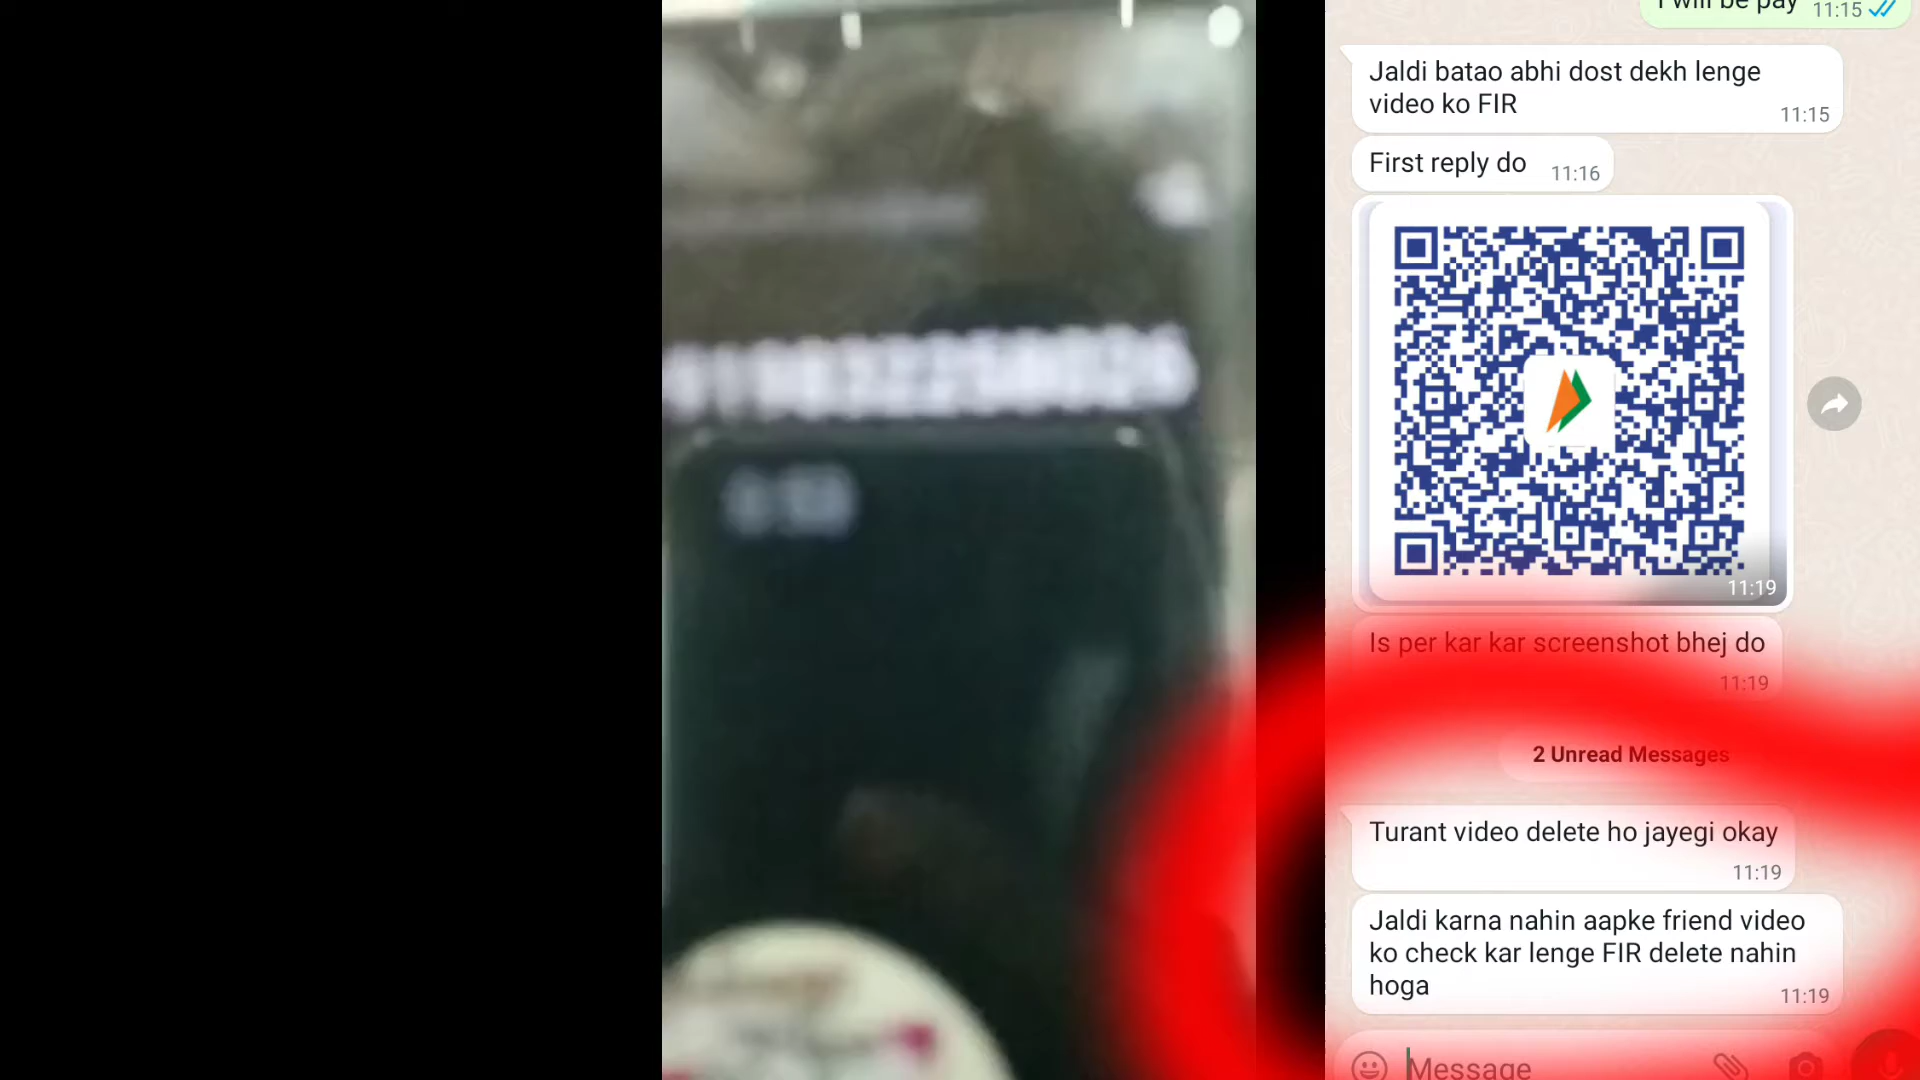 I will be pay 11:15
Jaldi batao abhi dost dekh lenge
video ko FIR
11:15
First reply do 11:16
11:19
Is per kar kar screenshot bhej do
11:19
2 Unread Messages
Turant video delete ho jayegi okay
11:19
Jaldi karna nahin aapke friend video
ko check kar lenge FIR delete nahin
hoga
11:19
Message